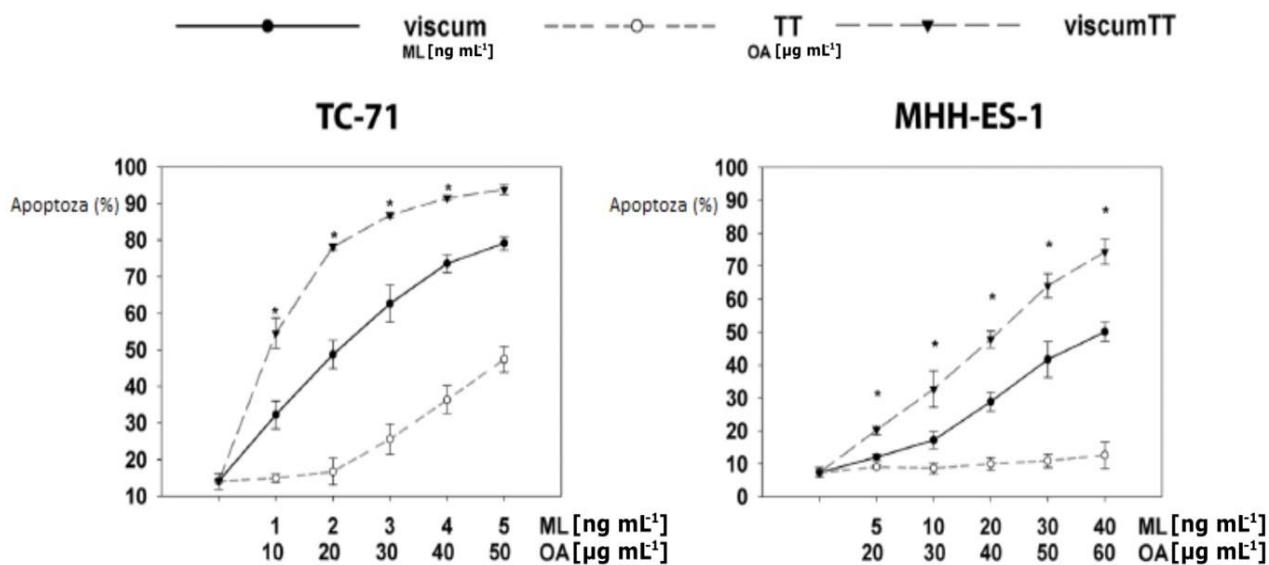 viscum TT viscumTT
ML [ng mL⁻¹] OA [µg mL⁻¹]
TC-71
Apoptoza (%)
100
90
80
70
60
50
40
30
20
10
1 2 3 4 5 ML [ng mL⁻¹]
10 20 30 40 50 OA [µg mL⁻¹]
MHH-ES-1
Apoptoza (%)
100
90
80
70
60
50
40
30
20
10
0
5 10 20 30 40 ML [ng mL⁻¹]
20 30 40 50 60 OA [µg mL⁻¹]